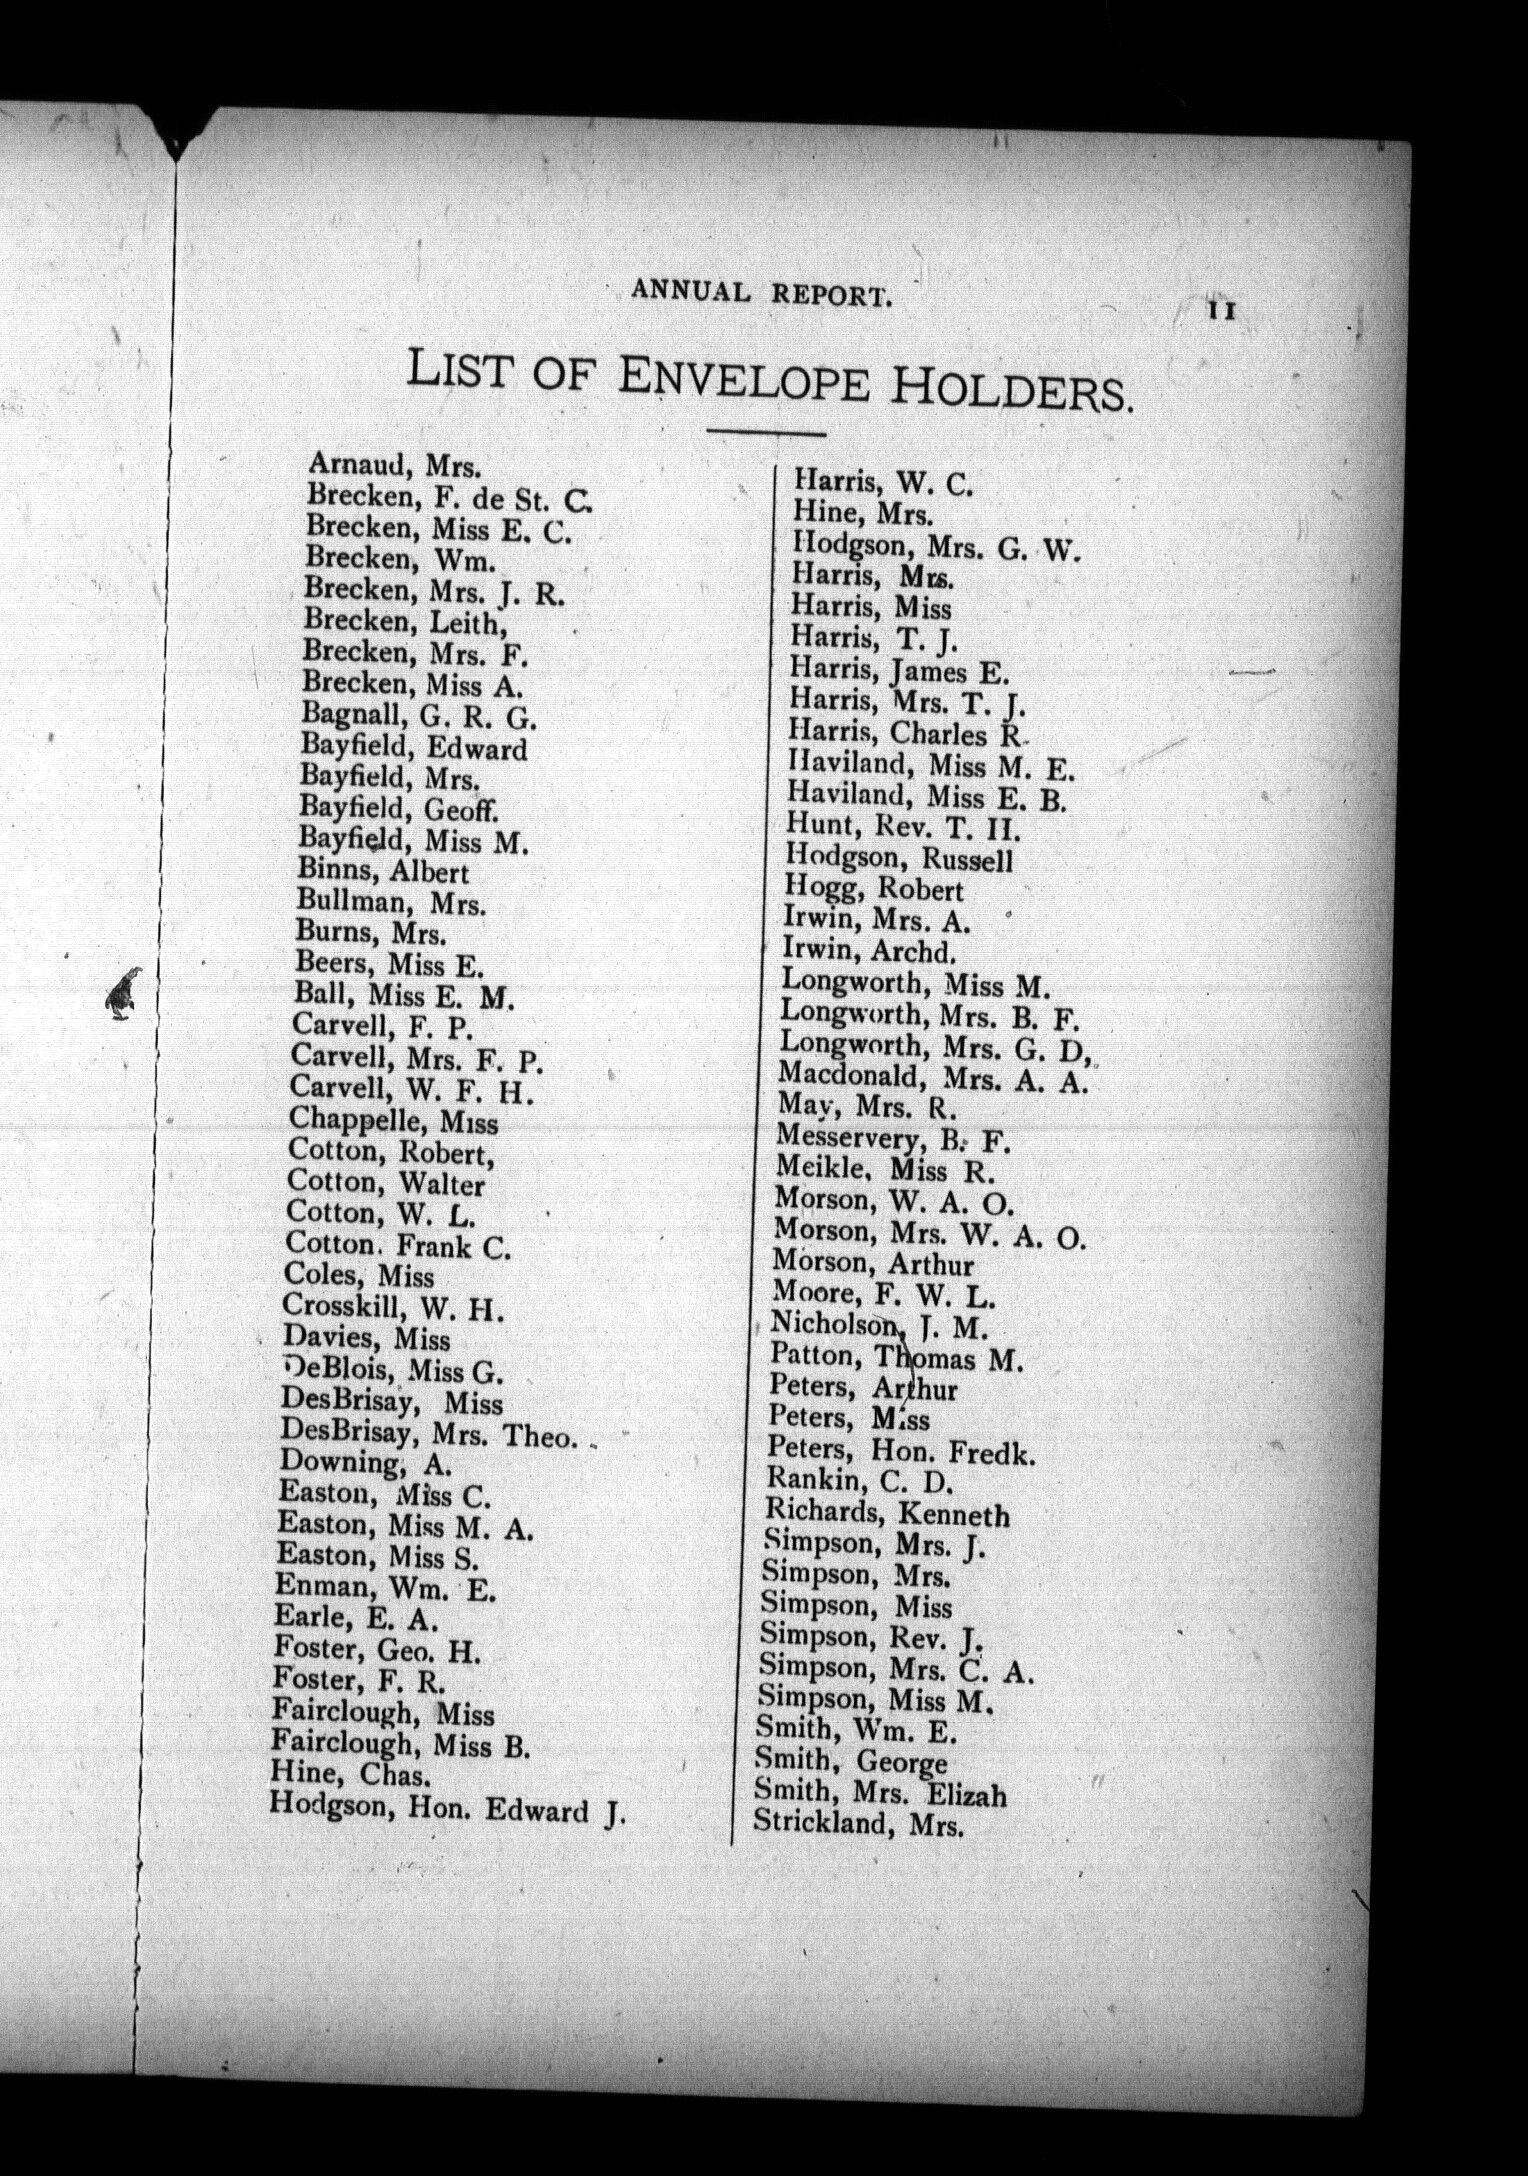 ANNUAL REPORT.
11
LIST OF ENVELOPE HOLDERS.
Arnaud, Mrs.
Brecken, F. de St. C.
Brecken, Miss E. C.
Brecken, Wm.
Brecken, Mrs. J. R.
Brecken, Leith,
Brecken, Mrs. F.
Brecken, Miss A.
Bagnall, G. R. G.
Bayfield, Edward
Bayfield, Mrs.
Bayfield, Geoff.
Bayfield, Miss M.
Binns, Albert
Bullman, Mrs.
Burns, Mrs.
Beers, Miss E.
Ball, Miss E. M.
Carvell, F. P.
Carvell, Mrs. F. P.
Carvell, W. F. H.
Chappelle, Miss
Cotton, Robert,
Cotton, Walter
Cotton, W. L.
Cotton. Frank C.
Coles, Miss
Crosskill, W. H.
Davies, Miss
DeBlois, Miss G.
DesBrisay, Miss
DesBrisay, Mrs. Theo.
Downing, A.
Easton, Miss C.
Easton, Miss M. A.
Easton, Miss S.
Enman, Wm. E.
Earle, E. A.
Foster, Geo. H.
Foster, F. R.
Fairclough, Miss
Fairclough, Miss B.
Hine, Chas.
Hodgson, Hon. Edward J.
Harris, W. C.
Hine, Mrs.
Hodgson, Mrs. G. W.
Harris, Mrs.
Harris, Miss
Harris, T. J.
Harris, James E.
Harris, Mrs. T. J.
Harris, Charles R.
Haviland, Miss M. E.
Haviland, Miss E. B.
Hunt, Rev. T. H.
Hodgson, Russell
Hogg, Robert
Irwin, Mrs. A.
Irwin, Archd.
Longworth, Miss M.
Longworth, Mrs. B. F.
Longworth, Mrs. G. D,
Macdonald, Mrs. A. A.
May, Mrs. R.
Messervery, B. F.
Meikle, Miss R.
Morson, W. A. O.
Morson, Mrs. W. A. O.
Morson, Arthur
Moore, F. W. L.
Nicholson, J. M.
Patton, Thomas M.
Peters, Arthur
Peters, Miss
Peters, Hon. Fredk.
Rankin, C. D.
Richards, Kenneth
Simpson, Mrs. J.
Simpson, Mrs.
Simpson, Miss
Simpson, Rev. J.
Simpson, Mrs. C. A.
Simpson, Miss M.
Smith, Wm. E.
Smith, George
Smith, Mrs. Elizah
Strickland, Mrs.